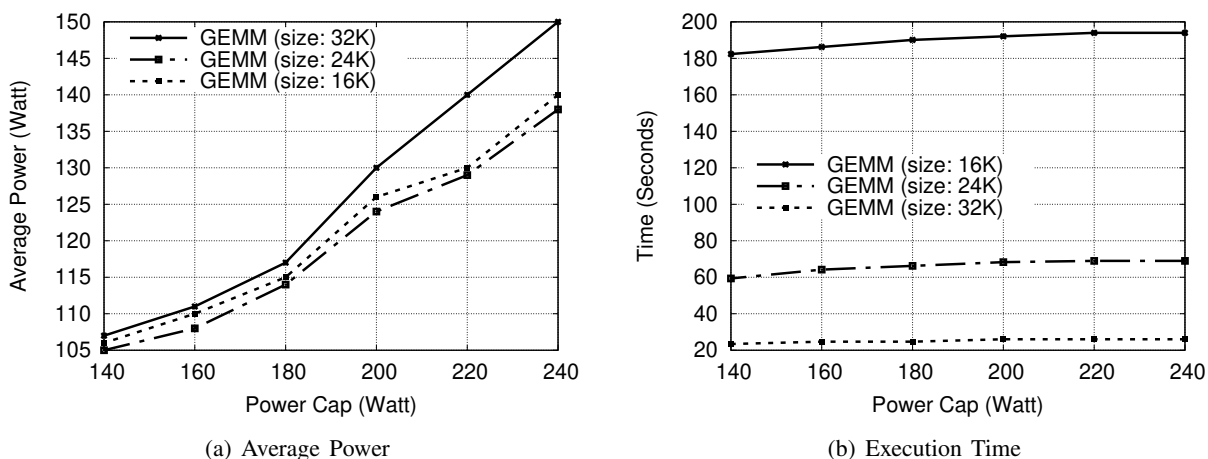 150
145
140
135
130
125
120
115
110
105
Average Power (Watt)
GEMM (size: 32K)
GEMM (size: 24K)
GEMM (size: 16K)
140 160 180 200 220 240
Power Cap (Watt)
(a) Average Power
200
180
160
140
120
100
80
60
40
20
Time (Seconds)
GEMM (size: 16K)
GEMM (size: 24K)
GEMM (size: 32K)
140 160 180 200 220 240
Power Cap (Watt)
(b) Execution Time